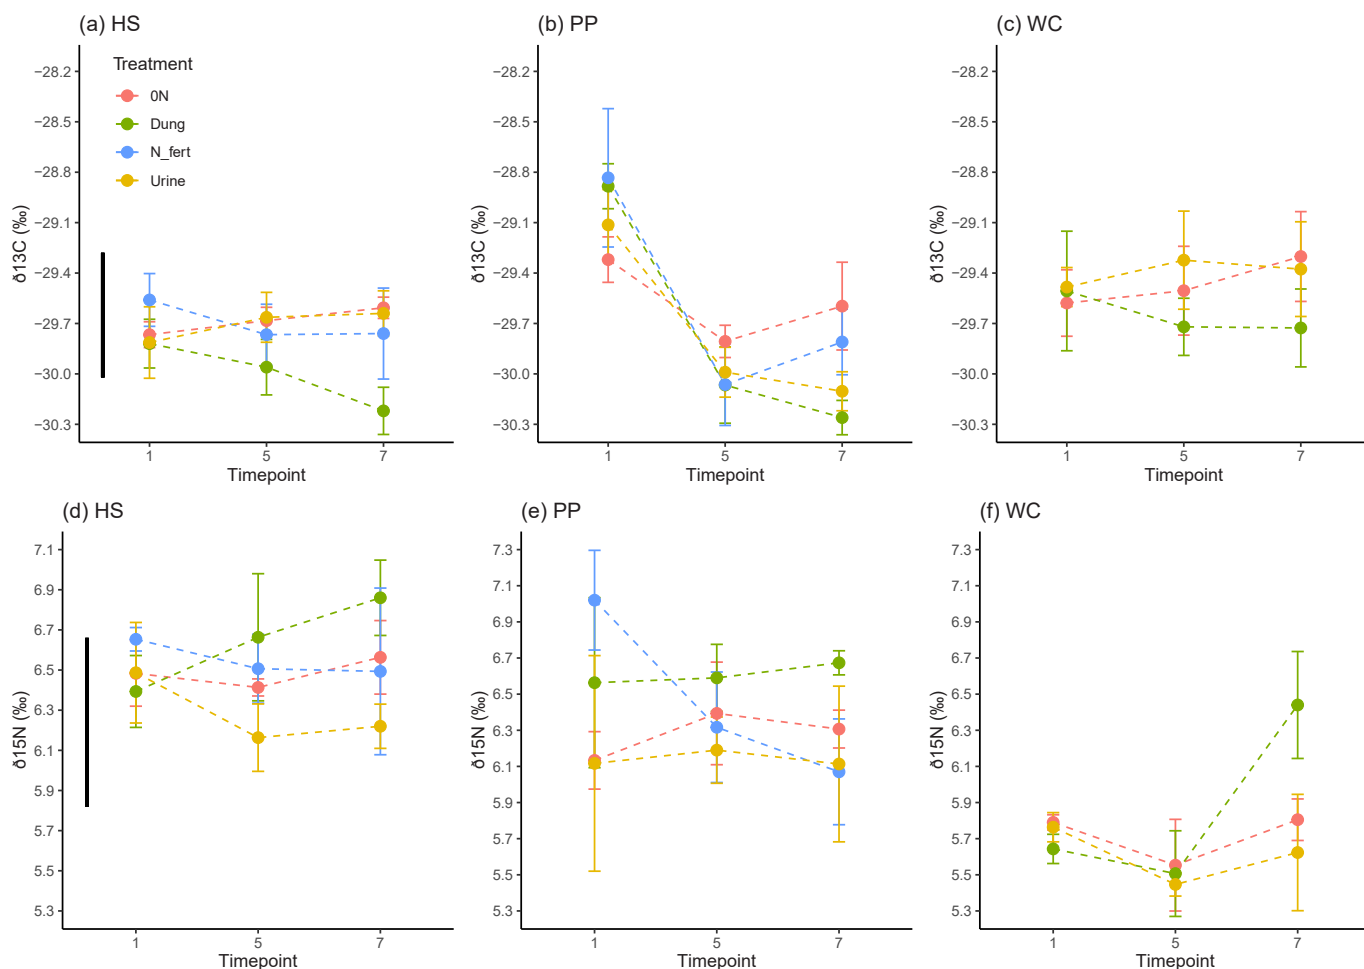 (a) HS
(b) PP
(c) WC
Treatment
0N
Dung
N_fert
Urine
−28.2
−28.5
−28.8
−29.1
−29.4
−29.7
−30.0
−30.3
ð13C (‰)
1 5 7
Timepoint
−28.2
−28.5
−28.8
−29.1
−29.4
−29.7
−30.0
−30.3
ð13C (‰)
1 5 7
Timepoint
−28.2
−28.5
−28.8
−29.1
−29.4
−29.7
−30.0
−30.3
ð13C (‰)
1 5 7
Timepoint
(d) HS
(e) PP
(f) WC
7.1
6.9
6.7
6.5
6.3
6.1
5.9
5.7
5.5
5.3
ð15N (‰)
1 5 7
Timepoint
7.3
7.1
6.9
6.7
6.5
6.3
6.1
5.9
5.7
5.5
5.3
ð15N (‰)
1 5 7
Timepoint
7.3
7.1
6.9
6.7
6.5
6.3
6.1
5.9
5.7
5.5
5.3
ð15N (‰)
1 5 7
Timepoint